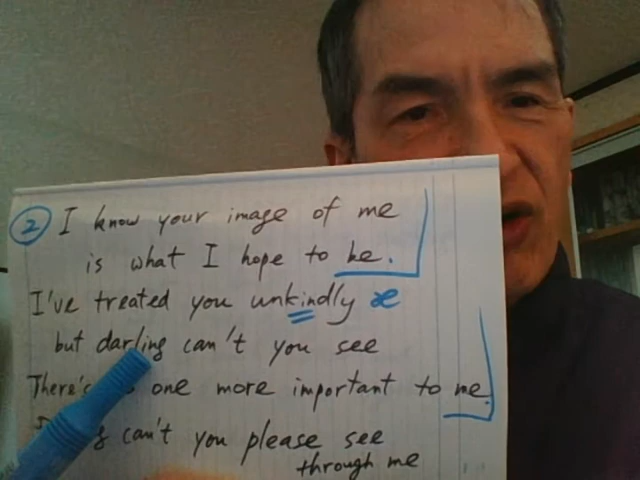 ② I know your image of me
is what I hope to be.
I've treated you unkindly æ
but darling can't you see
There's one more important to me.
can't you please see
through me